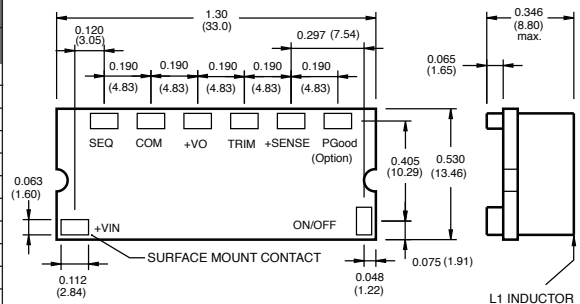 1.30
(33.0)
0.346
(8.80)
max.
0.120
(3.05)
0.297 (7.54)
0.065
(1.65)
0.190 0.190 0.190 0.190 0.190
(4.83) (4.83) (4.83) (4.83) (4.83)
SEQ COM +VO TRIM +SENSE PGood
(Option)
0.405
(10.29)
0.530
(13.46)
0.063
(1.60)
+VIN
ON/OFF
SURFACE MOUNT CONTACT
0.075 (1.91)
0.112
(2.84)
0.048
(1.22)
L1 INDUCTOR